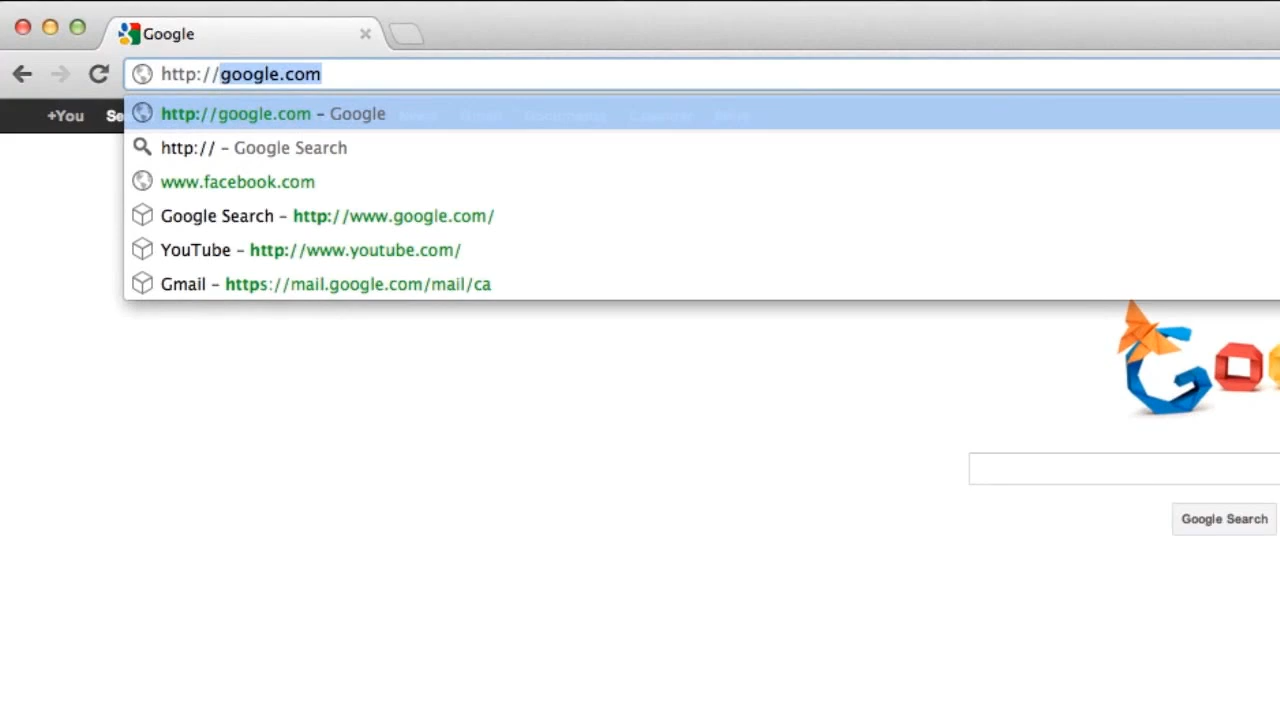 Google
http://google.com
http://google.com – Google
+You
http:// – Google Search
www.facebook.com
Google Search – http://www.google.com/
YouTube – http://www.youtube.com/
Gmail – https://mail.google.com/mail/ca
Google Search